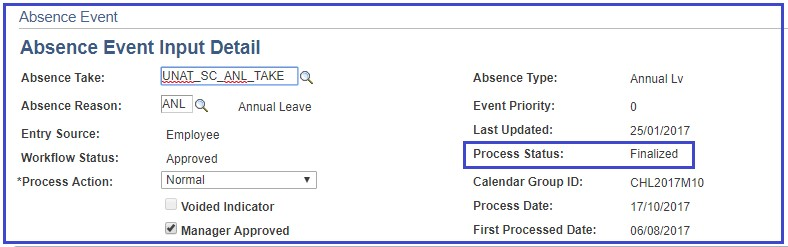 Absence Event
Absence Event Input Detail
Absence Take: UNAT_SC_ANL_TAKE Absence Type: Annual Lv
Absence Reason: ANL Annual Leave Event Priority: 0
Entry Source: Employee Last Updated: 25/01/2017
Workflow Status: Approved Process Status: Finalized
*Process Action: Normal Calendar Group ID: CHL2017M10
Voided Indicator Process Date: 17/10/2017
Manager Approved First Processed Date: 06/08/2017